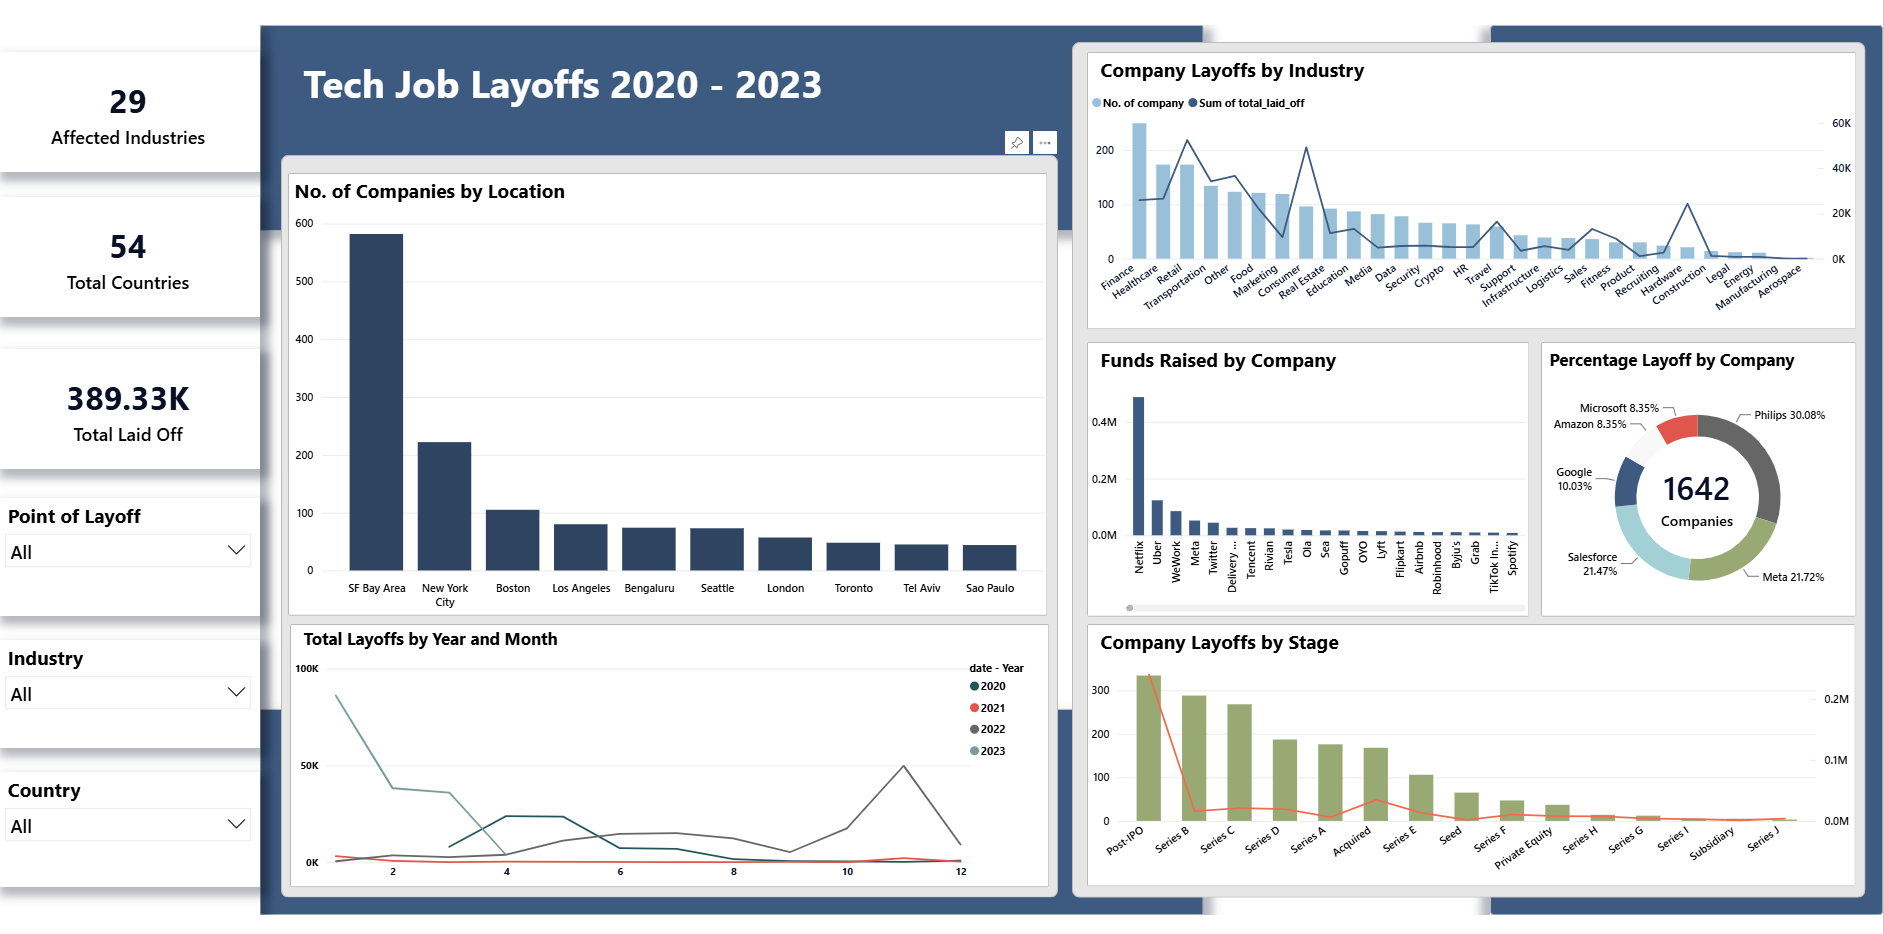 29
Affected Industries
54
Total Countries
389.33K
Total Laid Off
Point of Layoff
All
Industry
All
Country
All
Tech Job Layoffs 2020 - 2023
No. of Companies by Location
600
500
400
300
200
100
0
SF Bay Area
New York
City
Boston
Los Angeles
Bengaluru
Seattle
London
Toronto
Tel Aviv
Sao Paulo
Total Layoffs by Year and Month
100K
50K
0K
2
4
6
8
10
12
date - Year
2020
2021
2022
2023
Company Layoffs by Industry
No. of company
Sum of total_laid_off
200
100
0
60K
40K
20K
0K
Finance
Healthcare
Retail
Transportation
Other
Food
Marketing
Consumer
Real Estate
Education
Media
Data
Security
Crypto
HR
Travel
Support
Infrastructure
Logistics
Sales
Fitness
Product
Recruiting
Hardware
Construction
Legal
Energy
Manufacturing
Aerospace
Funds Raised by Company
0.4M
0.2M
0.0M
Netflix
Uber
WeWork
Meta
Twitter
Delivery ...
Tencent
Rivian
Tesla
Ola
Sea
Gopuff
OYO
Lyft
Flipkart
Airbnb
Robinhood
Byju's
Grab
TikTok In...
Spotify
Percentage Layoff by Company
Microsoft 8.35%
Amazon 8.35%
Google
10.03%
Salesforce
21.47%
Philips 30.08%
Meta 21.72%
1642
Companies
Company Layoffs by Stage
300
200
100
0
0.2M
0.1M
0.0M
Post-IPO
Series B
Series C
Series D
Series A
Acquired
Series E
Seed
Series F
Private Equity
Series H
Series G
Series I
Subsidiary
Series J